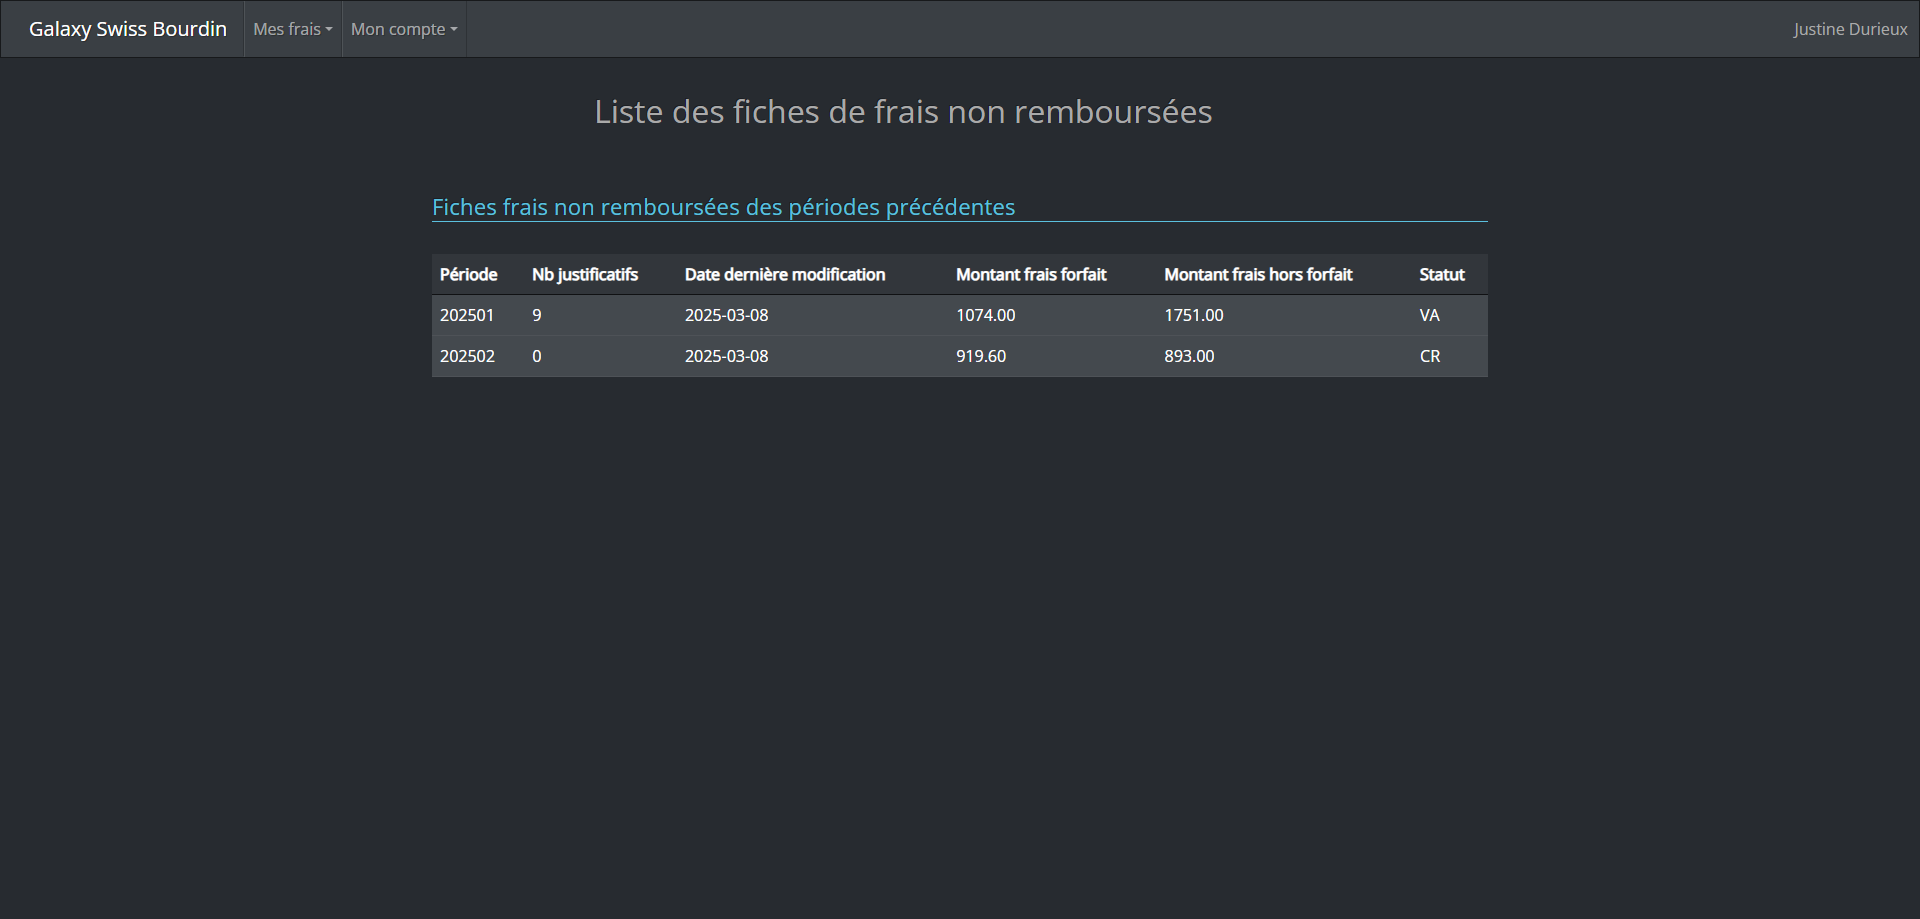 Galaxy Swiss Bourdin Mes frais Mon compte Justine Durieux
Liste des fiches de frais non remboursées
Fiches frais non remboursées des périodes précédentes
Période Nb justificatifs Date dernière modification Montant frais forfait Montant frais hors forfait Statut
202501 9 2025-03-08 1074.00 1751.00 VA
202502 0 2025-03-08 919.60 893.00 CR